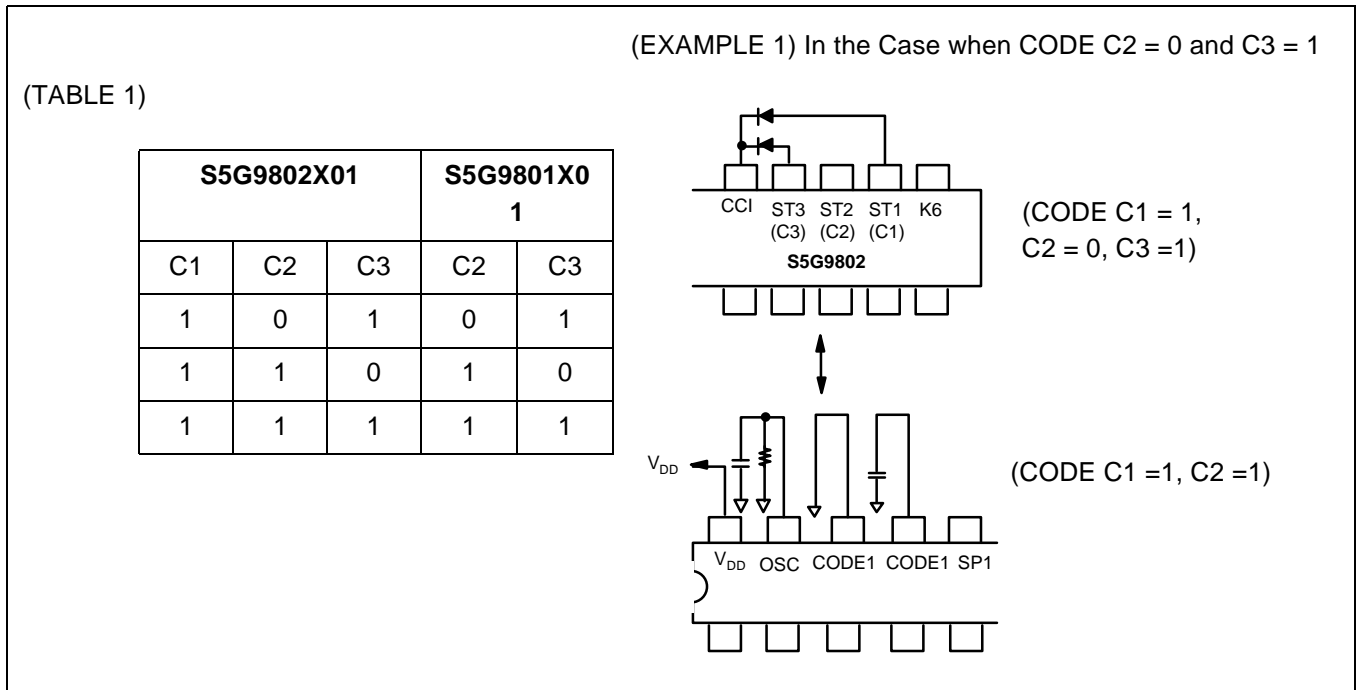 (EXAMPLE 1) In the Case when CODE C2 = 0 and C3 = 1
(TABLE 1)
S5G9802X01 S5G9801X0
1
C1 C2 C3 C2 C3
1 0 1 0 1
1 1 0 1 0
1 1 1 1 1
CCI ST3 ST2 ST1 K6
(C3) (C2) (C1)
S5G9802
(CODE C1 = 1,
C2 = 0, C3 =1)
VDD
(CODE C1 =1, C2 =1)
VDD OSC CODE1 CODE1 SP1